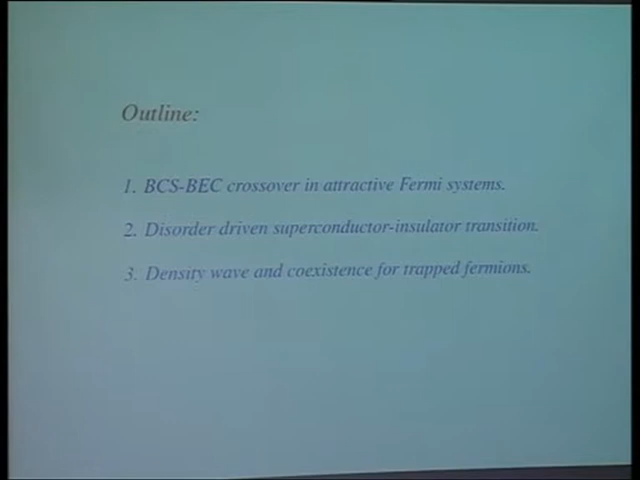 Outline:
1. BCS-BEC crossover in attractive Fermi systems.
2. Disorder driven superconductor-insulator transition.
3. Density wave and coexistence for trapped fermions.